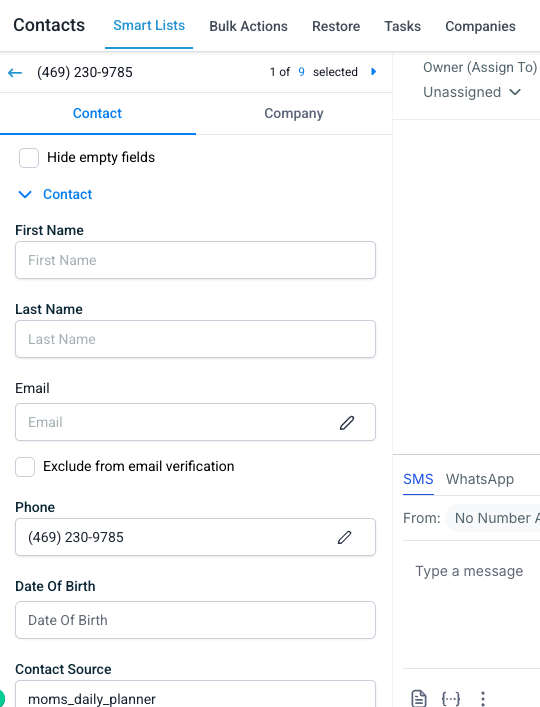 Contacts Smart Lists Bulk Actions Restore Tasks Companies
(469) 230-9785 1 of 9 selected
Contact Company
Hide empty fields
Contact
First Name
First Name
Last Name
Last Name
Email
Email
Exclude from email verification
Phone
(469) 230-9785
Date Of Birth
Date Of Birth
Contact Source
moms_daily_planner
Owner (Assign To)
Unassigned
SMS WhatsApp
From: No Number A
Type a message